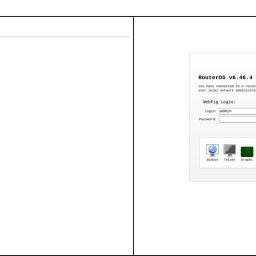 RouterOS v6.46.4
You have connected to a router
your local network administrat
WebFig Login:
Login: admin
Password:
Winbox Telnet Graphs